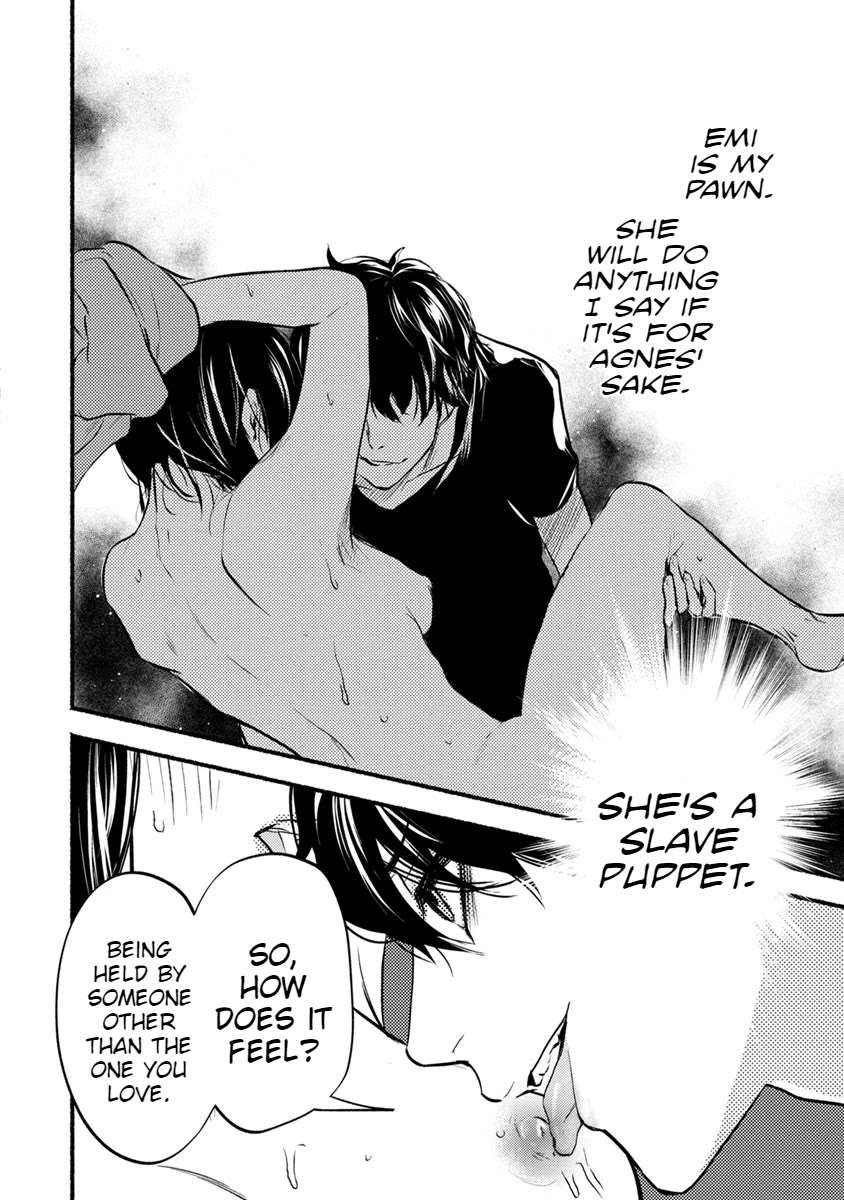 EMI
IS MY
PAWN.
SHE
WILL DO
ANYTHING
I SAY IF
IT'S FOR
AGNES'
SAKE.
SHE'S A
SLAVE
PUPPET.
SO,
HOW
DOES IT
FEEL?
BEING
HELD BY
SOMEONE
OTHER
THAN THE
ONE YOU
LOVE.